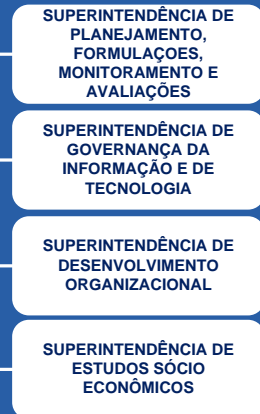 SUPERINTENDÊNCIA DE
PLANEJAMENTO,
FORMULAÇOES,
MONITORAMENTO E
AVALIAÇÕES
SUPERINTENDÊNCIA DE
GOVERNANÇA DA
INFORMAÇÃO E DE
TECNOLOGIA
SUPERINTENDÊNCIA DE
DESENVOLVIMENTO
ORGANIZACIONAL
SUPERINTENDÊNCIA DE
ESTUDOS SÓCIO
ECONÔMICOS